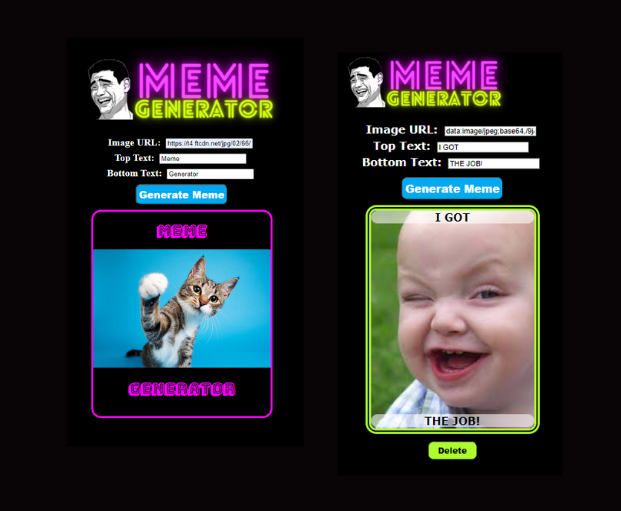 MEME
GENERATOR
Image URL: https://t4.ftcdn.net/jpg/02/66/
Top Text: Meme
Bottom Text: Generator
Generate Meme
MEME
GENERATOR
MEME
GENERATOR
Image URL: data:image/jpeg;base64,/9j
Top Text: I GOT
Bottom Text: THE JOB!
Generate Meme
I GOT
THE JOB!
Delete